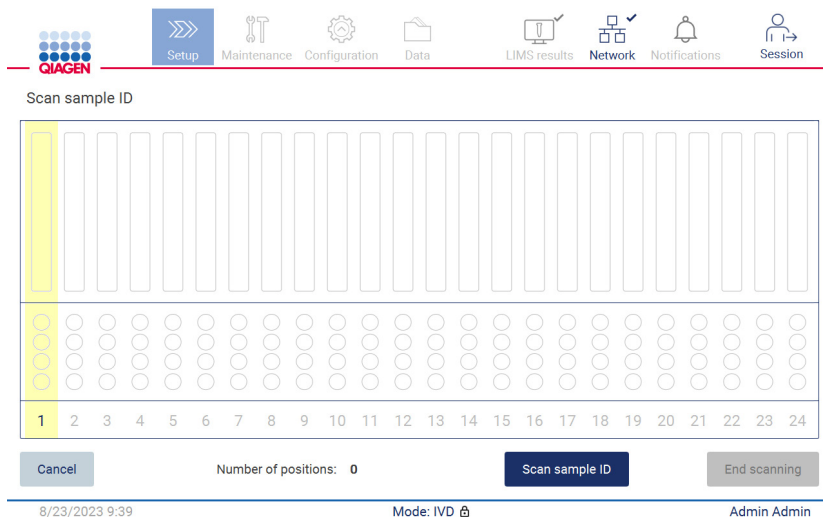 QIAGEN
Setup Maintenance Configuration Data LIMS results Network Notifications Session
Scan sample ID
1 2 3 4 5 6 7 8 9 10 11 12 13 14 15 16 17 18 19 20 21 22 23 24
Cancel Number of positions: 0 Scan sample ID End scanning
8/23/2023 9:39 Mode: IVD Admin Admin